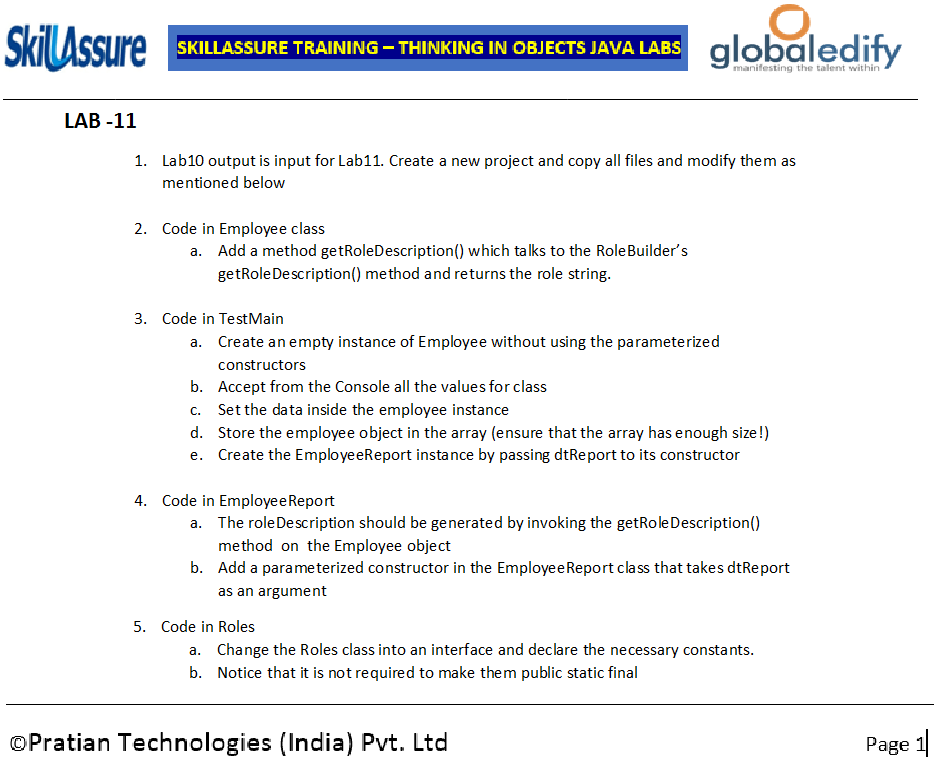 SkillAssure
SKILLASSURE TRAINING – THINKING IN OBJECTS JAVA LABS
globaledify
manifesting the talent within
LAB -11
1. Lab10 output is input for Lab11. Create a new project and copy all files and modify them as
mentioned below
2. Code in Employee class
a. Add a method getRoleDescription() which talks to the RoleBuilder’s
getRoleDescription() method and returns the role string.
3. Code in TestMain
a. Create an empty instance of Employee without using the parameterized
constructors
b. Accept from the Console all the values for class
c. Set the data inside the employee instance
d. Store the employee object in the array (ensure that the array has enough size!)
e. Create the EmployeeReport instance by passing dtReport to its constructor
4. Code in EmployeeReport
a. The roleDescription should be generated by invoking the getRoleDescription()
method on the Employee object
b. Add a parameterized constructor in the EmployeeReport class that takes dtReport
as an argument
5. Code in Roles
a. Change the Roles class into an interface and declare the necessary constants.
b. Notice that it is not required to make them public static final
©Pratian Technologies (India) Pvt. Ltd
Page 1